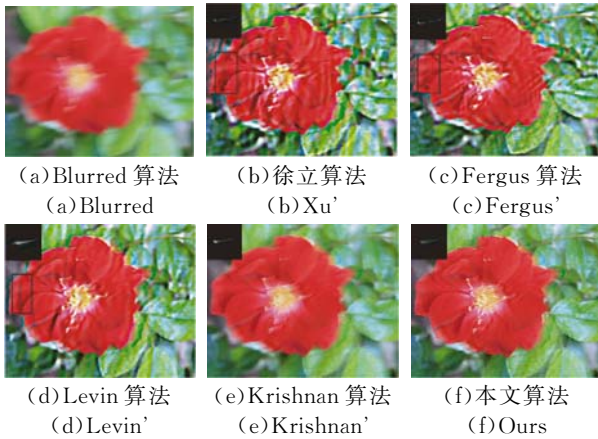 (a)Blurred 算法 (b)徐立算法 (c)Fergus 算法
(a)Blurred (b)Xu’ (c)Fergus’
(d)Levin 算法 (e)Krishnan 算法 (f)本文算法
(d)Levin’ (e)Krishnan’ (f)Ours